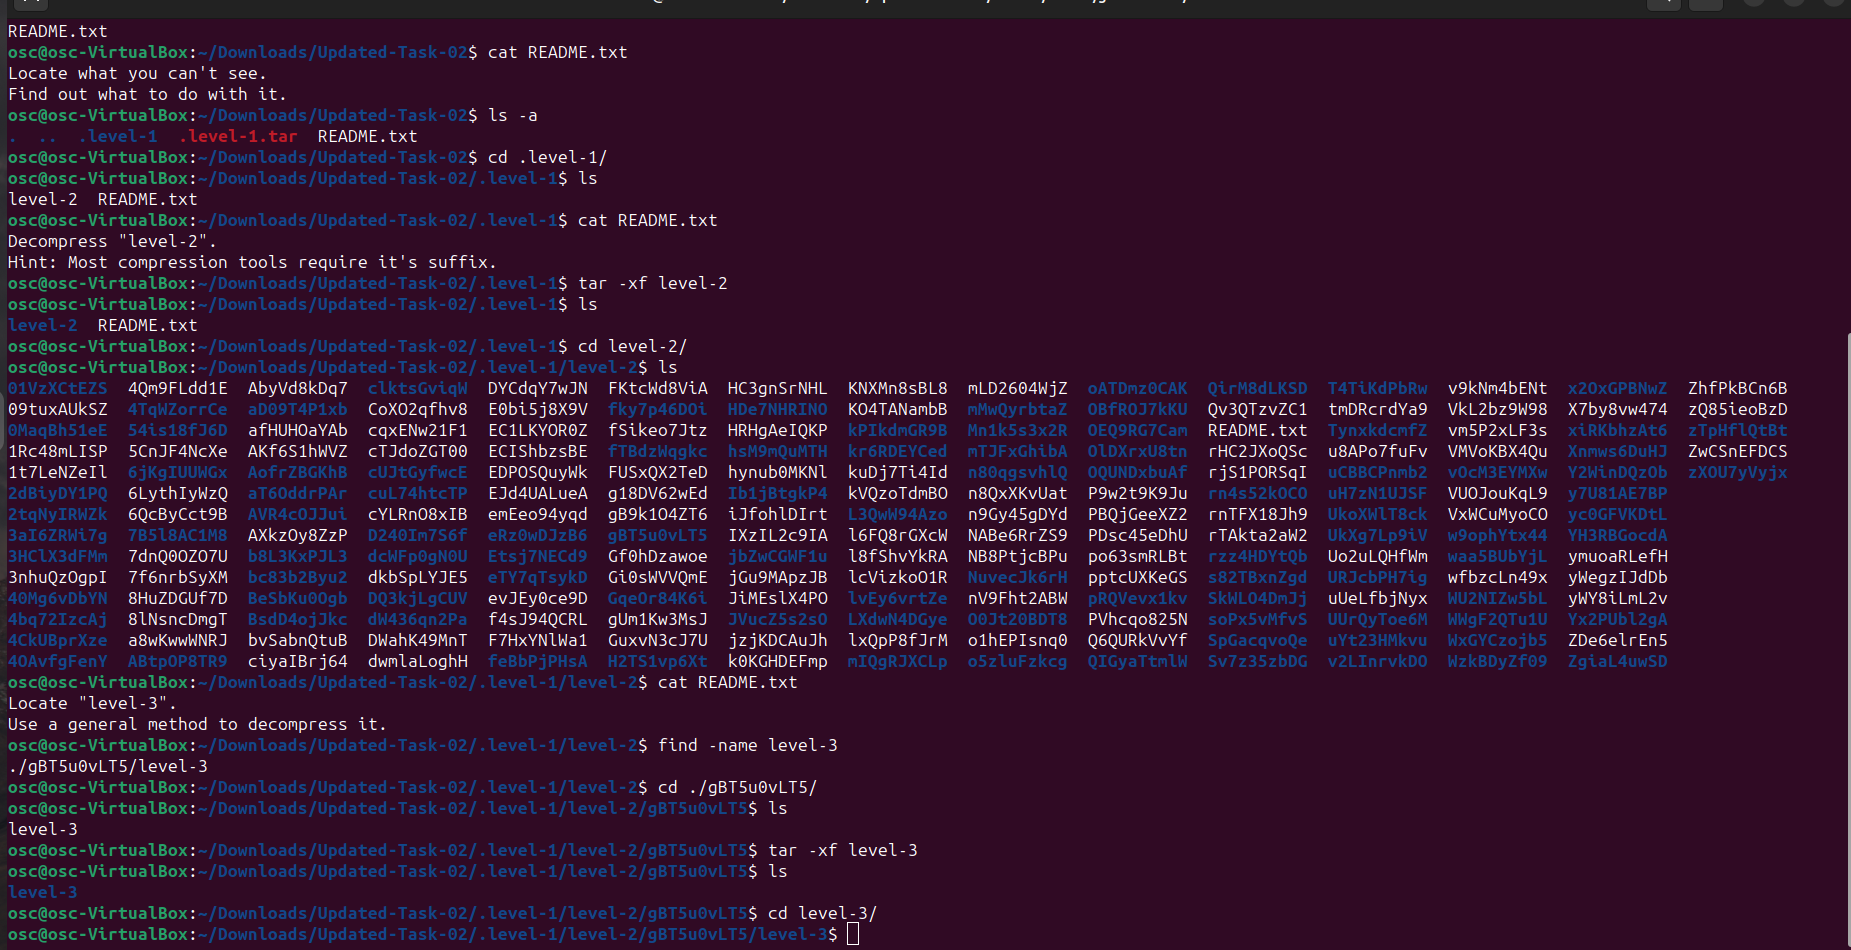 README.txt
osc@osc-VirtualBox:~/Downloads/Updated-Task-02$ cat README.txt
Locate what you can't see.
Find out what to do with it.
osc@osc-VirtualBox:~/Downloads/Updated-Task-02$ ls -a
.  ..  .level-1  .level-1.tar  README.txt
osc@osc-VirtualBox:~/Downloads/Updated-Task-02$ cd .level-1/
osc@osc-VirtualBox:~/Downloads/Updated-Task-02/.level-1$ ls
level-2  README.txt
osc@osc-VirtualBox:~/Downloads/Updated-Task-02/.level-1$ cat README.txt
Decompress "level-2".
Hint: Most compression tools require it's suffix.
osc@osc-VirtualBox:~/Downloads/Updated-Task-02/.level-1$ tar -xf level-2
osc@osc-VirtualBox:~/Downloads/Updated-Task-02/.level-1$ ls
level-2  README.txt
osc@osc-VirtualBox:~/Downloads/Updated-Task-02/.level-1$ cd level-2/
osc@osc-VirtualBox:~/Downloads/Updated-Task-02/.level-1/level-2$ ls
01VzXCtEZS  4Qm9FLdd1E  AbyVd8kDq7  clktsGviqW  DYCdqY7wJN  FKtcWd8ViA  HC3gnSrNHL  KNXMn8sBL8  mLD2604WjZ  oATDmz0CAK  QirM8dLKSD  T4TiKdPbRw  v9kNm4bENt  x2OxGPBNwZ  ZhfPkBCn6B
09tuxAUkSZ  4TqWZorrCe  aD09T4P1xb  CoXO2qfhv8  E0bi5j8X9V  fky7p46DOi  HDe7NHRINO  KO4TANambB  mMwQyrbtaZ  OBfROJ7kKU  Qv3QTzvZC1  tmDRcrdYa9  VkL2bz9W98  X7by8vw474  zQ85ieoBzD
0MaqBh51eE  54is18fJ6D  afHUHOaYAb  cqxENw21F1  EC1LKYOR0Z  fSikeo7Jtz  HRHgAeIQKP  kPIkdmGR9B  Mn1k5s3x2R  OEQ9RG7Cam  README.txt  TynxkdcmfZ  vm5P2xLF3s  xiRKbhzAt6  zTpHflQtBt
1Rc48mLISP  5CnJF4NcXe  AKf6S1hWVZ  cTJdoZGT00  ECIShbzsBE  fTBdzWqgkc  hsM9mQuMTH  kr6RDEYCed  mTJFxGhibA  OlDXrxU8tn  rHC2JXoQSc  u8APo7fuFv  VMVoKBX4Qu  Xnmws6DuHJ  ZwCSnEFDCS
1t7LeNZeIl  6jKgIUUWGx  AofrZBGKhB  cUJtGyfwcE  EDPOSQuyWk  FUSxQX2TeD  hynub0MKNl  kuDj7Ti4Id  n80qgsvhlQ  OQUNDxbuAf  rjS1PORSqI  uCBBCPnmb2  vOcM3EYMXw  Y2WinDQzOb  zXOU7yVyjx
2dBiyDY1PQ  6LythIyWzQ  aT6OddrPAr  cuL74htcTP  EJd4UALueA  g18DV62wEd  Ib1jBtgkP4  kVQzoTdmBO  n8QxXKvUat  P9w2t9K9Ju  rn4s52kOCO  uH7zN1UJSF  VUOJouKqL9  y7U81AE7BP
2tqNyIRWZk  6QcByCct9B  AVR4cOJJui  cYLRnO8xIB  emEeo94yqd  gB9k1O4ZT6  iJfohlDIrt  L3QwW94Azo  n9Gy45gDYd  PBQjGeeXZ2  rnTFX18Jh9  UkoXWlT8ck  VxWCuMyoCO  yc0GFVKDtL
3aI6ZRWi7g  7B5l8AC1M8  AXkzOy8ZzP  D240Im7S6f  eRz0wDJzB6  gBT5u0vLT5  IXzIL2c9IA  l6FQ8rGXcW  NABe6RrZS9  PDsc45eDhU  rTAkta2aW2  UkXg7Lp9iV  w9ophYtx44  YH3RBGocdA
3HClX3dFMm  7dnQ0OZO7U  b8L3KxPJL3  dcWFp0gN0U  Etsj7NECd9  Gf0hDzawoe  jbZwCGWF1u  l8fShvYkRA  NB8PtjcBPu  po63smRLBt  rzz4HDYtQb  Uo2uLQHfWm  waa5BUbYjL  ymuoaRLefH
3nhuQzOgpI  7f6nrbSyXM  bc83b2Byu2  dkbSpLYJE5  eTY7qTsykD  Gi0sWVVQmE  jGu9MApzJB  lcVizkoO1R  NuvecJk6rH  pptcUXKeGS  s82TBxnZgd  URJcbPH7ig  wfbzcLn49x  yWegzIJdDb
40Mg6vDbYN  8HuZDGUf7D  BeSbKu0Ogb  DQ3kjLgCUV  evJEy0ce9D  GqeOr84K6i  JiMEslX4PO  lvEy6vrtZe  nV9Fht2ABW  pRQVevx1kv  SkWLO4DmJj  uUeLfbjNyx  WU2NIZw5bL  yWY8iLmL2v
4bq72IzcAj  8lNsncDmgT  BsdD4ojJkc  dW436qn2Pa  f4sJ94QCRL  gUm1Kw3MsJ  JVucZ5s2sO  LXdwN4DGye  O0Jt20BDT8  PVhcqo825N  soPx5vMfvS  UUrQyToe6M  WWgF2QTu1U  Yx2PUbl2gA
4CkUBprXze  a8wKwwWNRJ  bvSabnQtuB  DWahK49MnT  F7HxYNlWa1  GuxvN3cJ7U  jzjKDCAuJh  lxQpP8fJrM  o1hEPIsnq0  Q6QURkVvYf  SpGacqvoQe  uYt23HMkvu  WxGYCzojb5  ZDe6elrEn5
4OAvfgFenY  ABtpOP8TR9  ciyaIBrj64  dwmlaLoghH  feBbPjPHsA  H2TS1vp6Xt  k0KGHDEFmp  mIQgRJXCLp  o5zluFzkcg  QIGyaTtmlW  Sv7z35zbDG  v2LInrvkDO  WzkBDyZf09  ZgiaL4uwSD
osc@osc-VirtualBox:~/Downloads/Updated-Task-02/.level-1/level-2$ cat README.txt
Locate "level-3".
Use a general method to decompress it.
osc@osc-VirtualBox:~/Downloads/Updated-Task-02/.level-1/level-2$ find -name level-3
./gBT5u0vLT5/level-3
osc@osc-VirtualBox:~/Downloads/Updated-Task-02/.level-1/level-2$ cd ./gBT5u0vLT5/
osc@osc-VirtualBox:~/Downloads/Updated-Task-02/.level-1/level-2/gBT5u0vLT5$ ls
level-3
osc@osc-VirtualBox:~/Downloads/Updated-Task-02/.level-1/level-2/gBT5u0vLT5$ tar -xf level-3
osc@osc-VirtualBox:~/Downloads/Updated-Task-02/.level-1/level-2/gBT5u0vLT5$ ls
level-3
osc@osc-VirtualBox:~/Downloads/Updated-Task-02/.level-1/level-2/gBT5u0vLT5$ cd level-3/
osc@osc-VirtualBox:~/Downloads/Updated-Task-02/.level-1/level-2/gBT5u0vLT5/level-3$